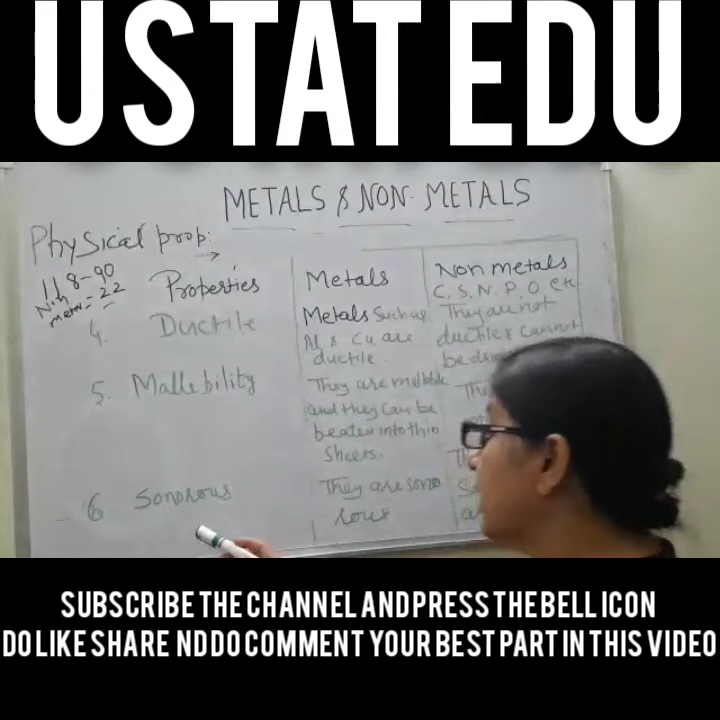 USTAT EDU
METALS & NON-METALS
Physical prop:
118-90
metal = 22
Properties
Metals
Non metals
C, S, N, P, O etc
4. Ductile
Metals such as
Al & Cu are
ductile.
They are not
ductile & cannot
5. Mallebility
They are
and they can be
beaten into thin
sheets.
6 Sonorous
They are sono
rous
SUBSCRIBE THE CHANNEL AND PRESS THE BELL ICON
DO LIKE SHARE ND DO COMMENT YOUR BEST PART IN THIS VIDEO